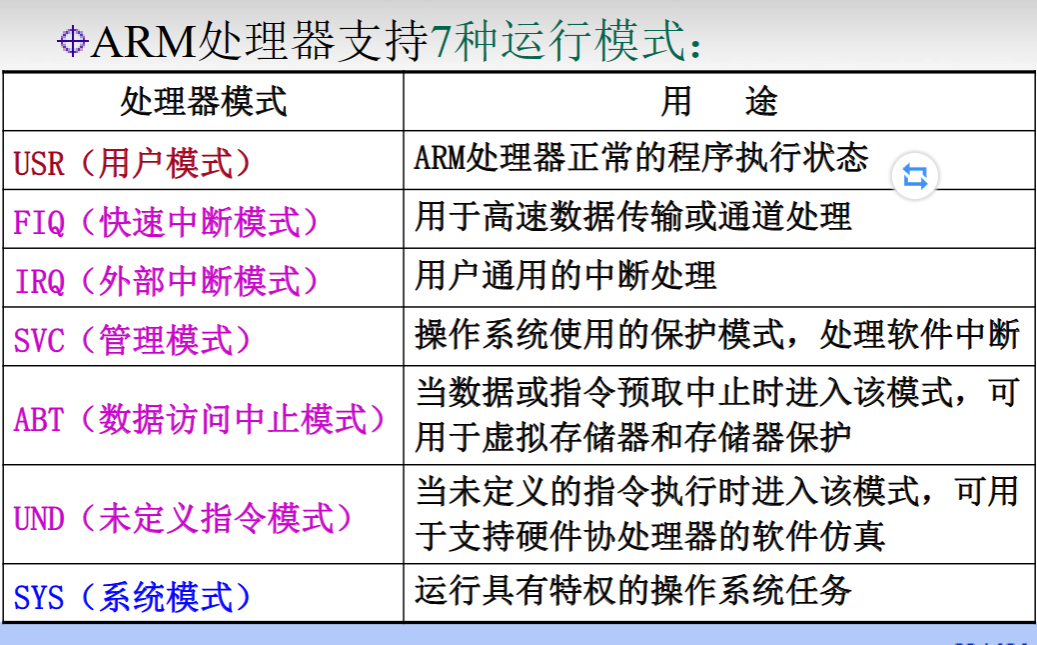 ARM处理器支持7种运行模式：
处理器模式
用 途
USR（用户模式）
ARM处理器正常的程序执行状态
FIQ（快速中断模式）
用于高速数据传输或通道处理
IRQ（外部中断模式）
用户通用的中断处理
SVC（管理模式）
操作系统使用的保护模式，处理软件中断
ABT（数据访问中止模式）
当数据或指令预取中止时进入该模式，可
用于虚拟存储器和存储器保护
UND（未定义指令模式）
当未定义的指令执行时进入该模式，可用
于支持硬件协处理器的软件仿真
SYS（系统模式）
运行具有特权的操作系统任务